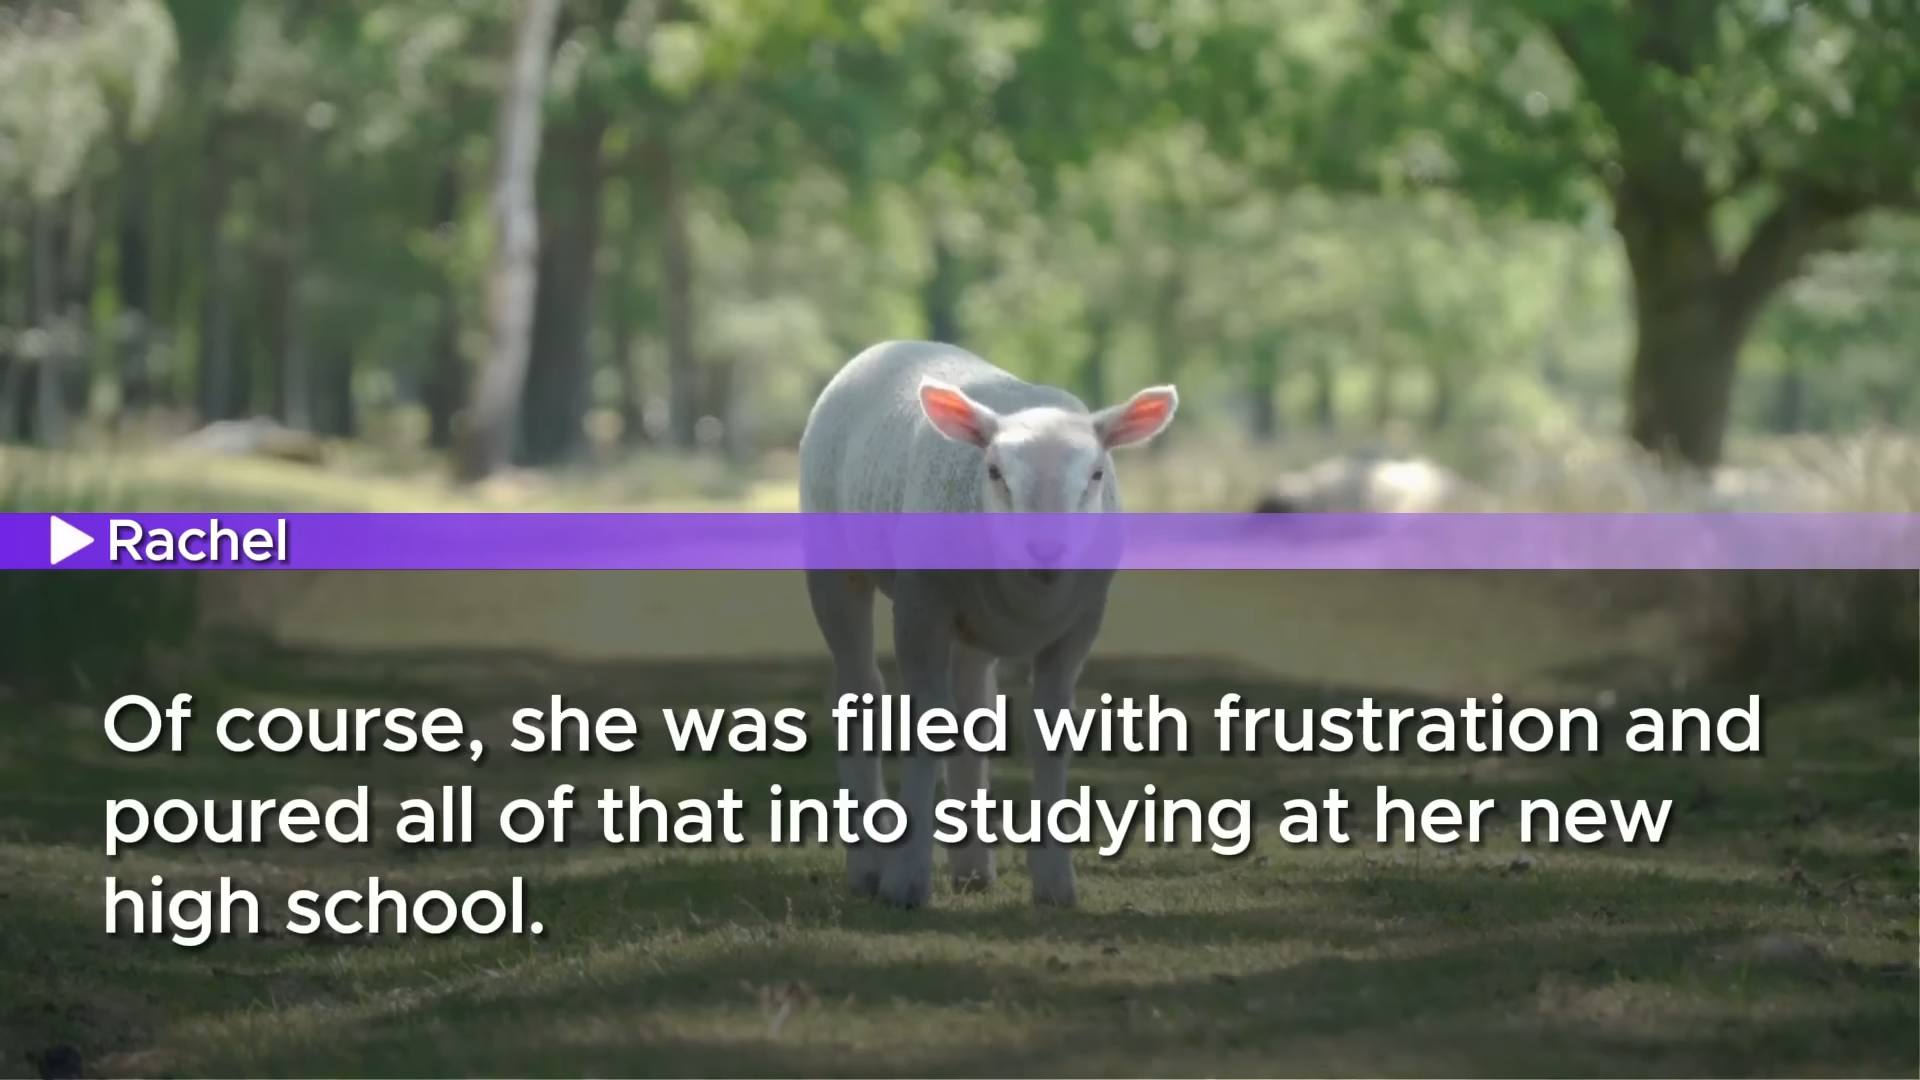 Rachel
Of course, she was filled with frustration and
poured all of that into studying at her new
high school.